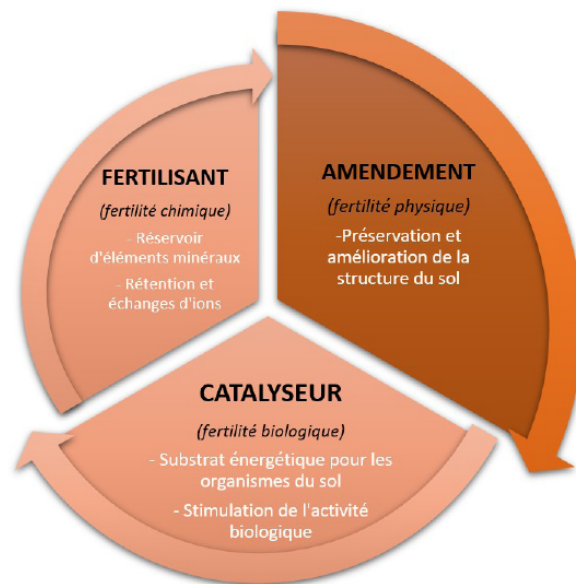 FERTILISANT
(fertilité chimique)
- Réservoir
d'éléments minéraux
- Rétention et
échanges d'ions
AMENDEMENT
(fertilité physique)
-Préservation et
amélioration de la
structure du sol
CATALYSEUR
(fertilité biologique)
- Substrat énergétique pour les
organismes du sol
- Stimulation de l'activité
biologique